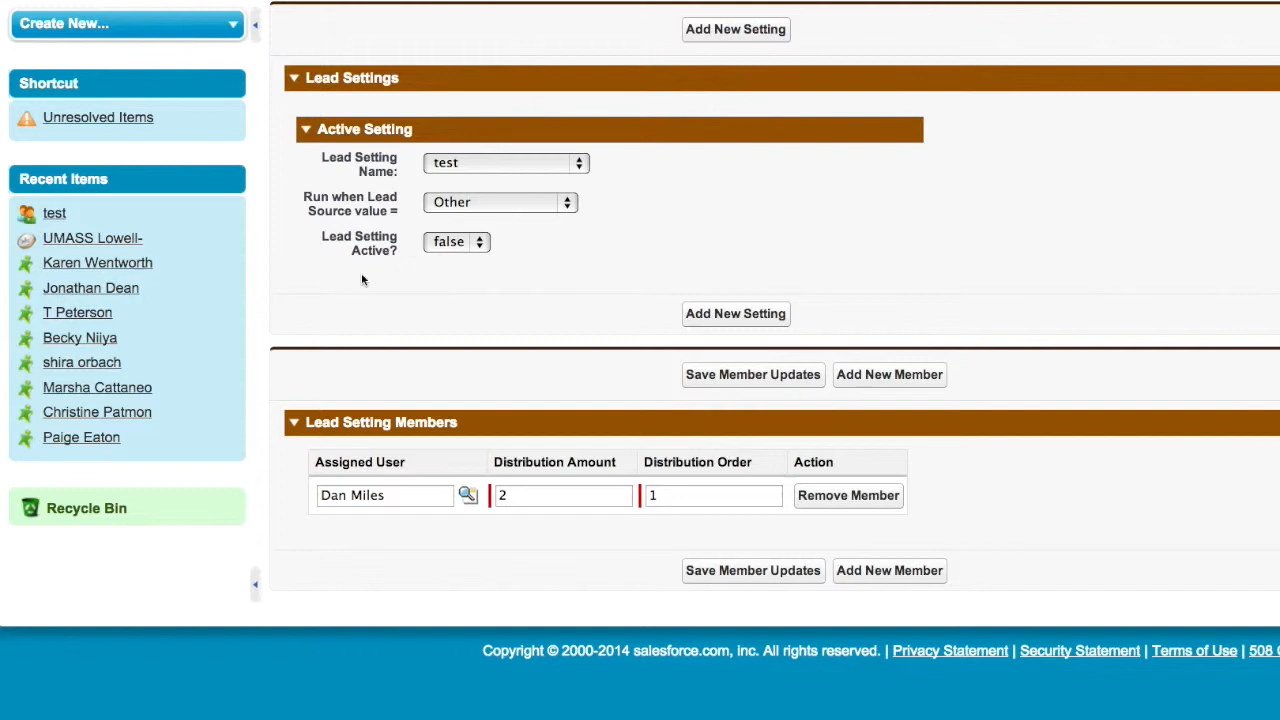 Create New...
Shortcut
Unresolved Items
Recent Items
test
UMASS Lowell-
Karen Wentworth
Jonathan Dean
T Peterson
Becky Niiya
shira orbach
Marsha Cattaneo
Christine Patmon
Paige Eaton
Recycle Bin
Add New Setting
Lead Settings
Active Setting
Lead Setting
Name:
test
Run when Lead
Source value =
Other
Lead Setting
Active?
false
Add New Setting
Save Member Updates
Add New Member
Lead Setting Members
Assigned User
Distribution Amount
Distribution Order
Action
Dan Miles
2
1
Remove Member
Save Member Updates
Add New Member
Copyright © 2000-2014 salesforce.com, inc. All rights reserved. | Privacy Statement | Security Statement | Terms of Use | 508